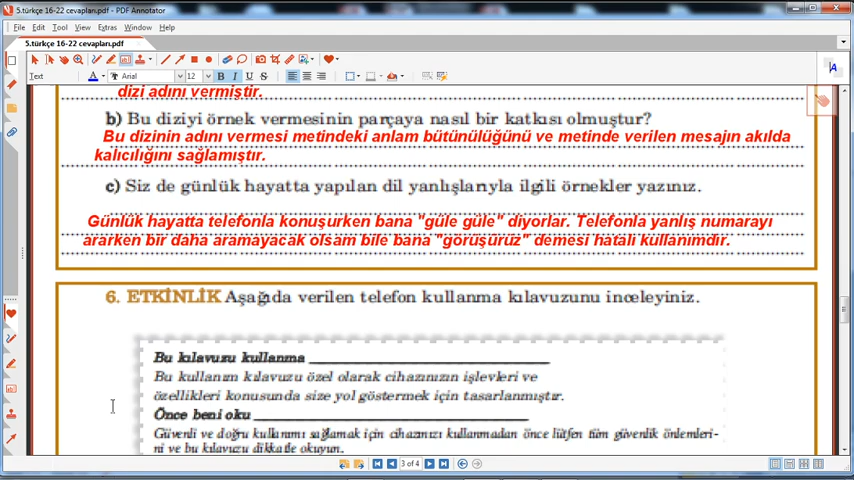 5.türkçe 16-22 cevapları.pdf - PDF Annotator
File Edit Tool View Extras Window Help
5.türkçe 16-22 cevapları.pdf
Text Arial 12 B I U S
dizi adını vermiştir.
b) Bu diziyi örnek vermesinin parçaya nasıl bir katkısı olmuştur?
Bu dizinin adını vermesi metindeki anlam bütünülüğünü ve metinde verilen mesajın akılda
kalıcılığını sağlamıştır.
c) Siz de günlük hayatta yapılan dil yanlışlarıyla ilgili örnekler yazınız.
Günlük hayatta telefonla konuşurken bana "güle güle" diyorlar. Telefonla yanlış numarayı
ararken bir daha aramayacak olsam bile bana "görüşürüz" demesi hatalı kullanımdır.
6. ETKİNLİK Aşağıda verilen telefon kullanma kılavuzunu inceleyiniz.
Bu kılavuzu kullanma
Bu kullanım kılavuzu özel olarak cihazınızın işlevleri ve
özellikleri konusunda size yol göstermek için tasarlanmıştır.
Önce beni oku
Güvenli ve doğru kullanımı sağlamak için cihazınızı kullanmadan önce lütfen tüm güvenlik önlemleri-
ni ve bu kılavuzu dikkatle okuyun.
3 of 4